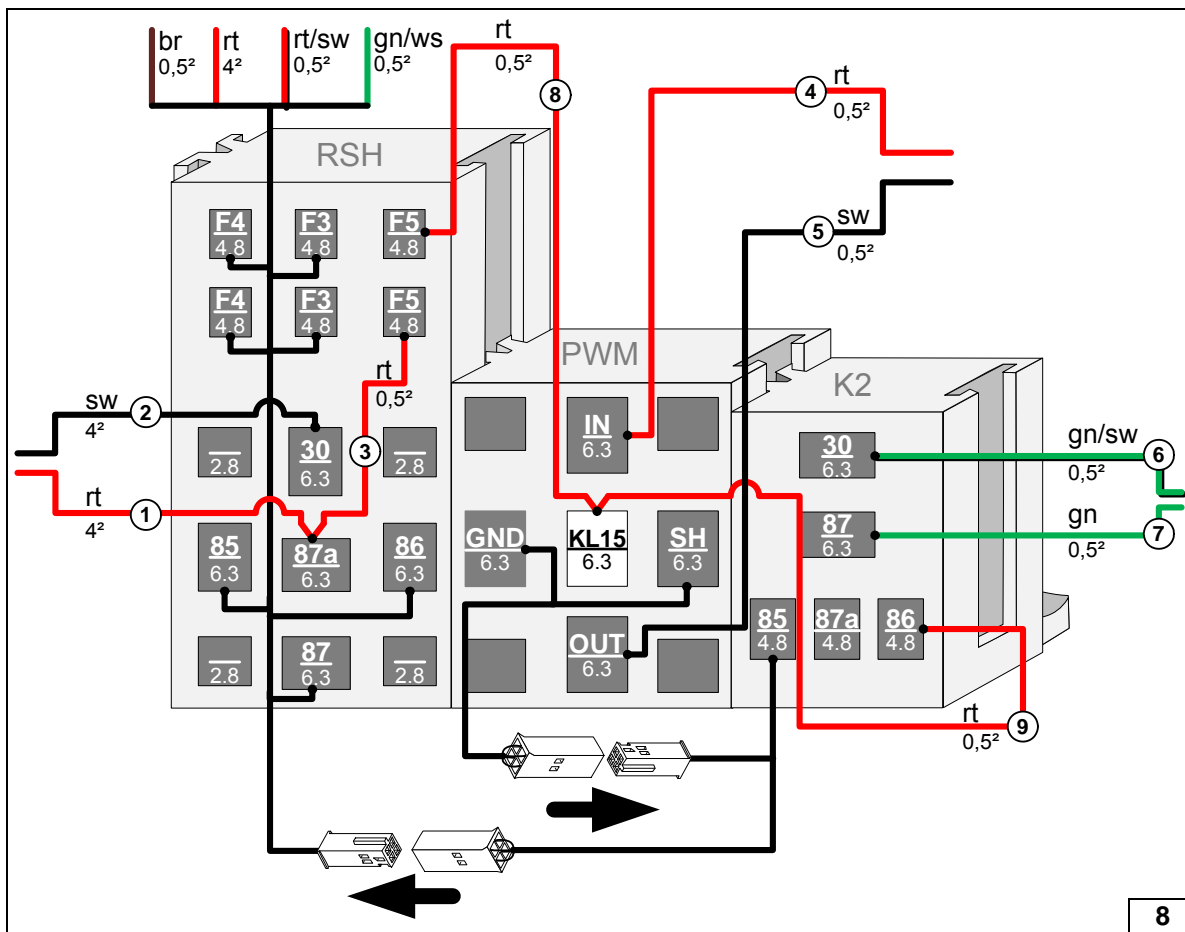 br
0,5²
rt
4²
rt/sw
0,5²
gn/ws
0,5²
rt
0,5²
8
4
rt
0,5²
RSH
F4
4.8
F3
4.8
F5
4.8
5
sw
0,5²
F4
4.8
F3
4.8
F5
4.8
PWM
K2
rt
0,5²
sw
4²
2
3
2.8
30
6.3
2.8
IN
6.3
30
6.3
gn/sw
0,5²
6
rt
4²
1
85
6.3
87a
6.3
86
6.3
GND
6.3
KL15
6.3
SH
6.3
87
6.3
gn
0,5²
7
2.8
87
6.3
2.8
OUT
6.3
85
4.8
87a
4.8
86
4.8
rt
0,5²
9
8